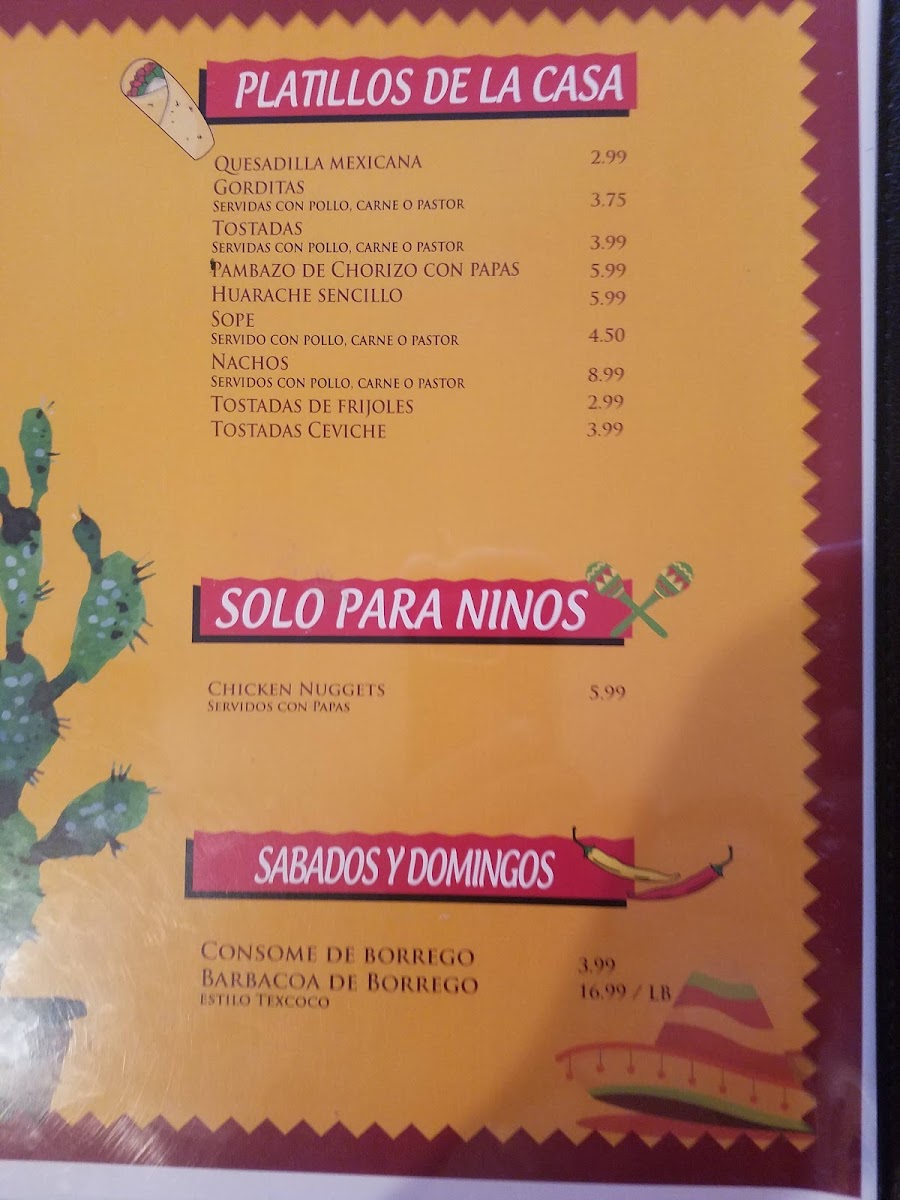 PLATILLOS DE LA CASA
QUESADILLA MEXICANA 2.99
GORDITAS
SERVIDAS CON POLLO, CARNE O PASTOR 3.75
TOSTADAS
SERVIDAS CON POLLO, CARNE O PASTOR 3.99
PAMBAZO DE CHORIZO CON PAPAS 5.99
HUARACHE SENCILLO 5.99
SOPE
SERVIDO CON POLLO, CARNE O PASTOR 4.50
NACHOS
SERVIDOS CON POLLO, CARNE O PASTOR 8.99
TOSTADAS DE FRIJOLES 2.99
TOSTADAS CEVICHE 3.99
SOLO PARA NINOS
CHICKEN NUGGETS 5.99
SERVIDOS CON PAPAS
SABADOS Y DOMINGOS
CONSOME DE BORREGO 3.99
BARBACOA DE BORREGO 16.99 / LB
ESTILO TEXCOCO